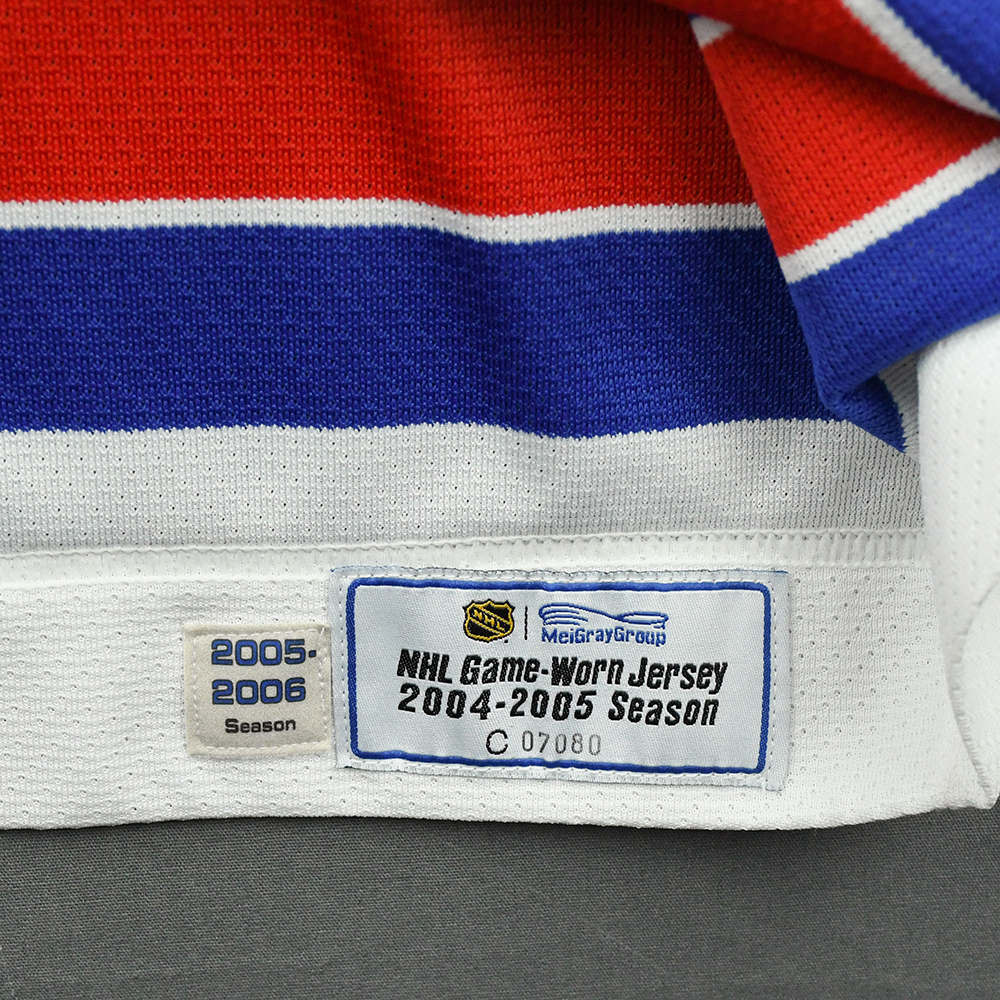 2005-
2006
Season
NHL
MeiGrayGroup
NHL Game-Worn Jersey
2004-2005 Season
C 07080